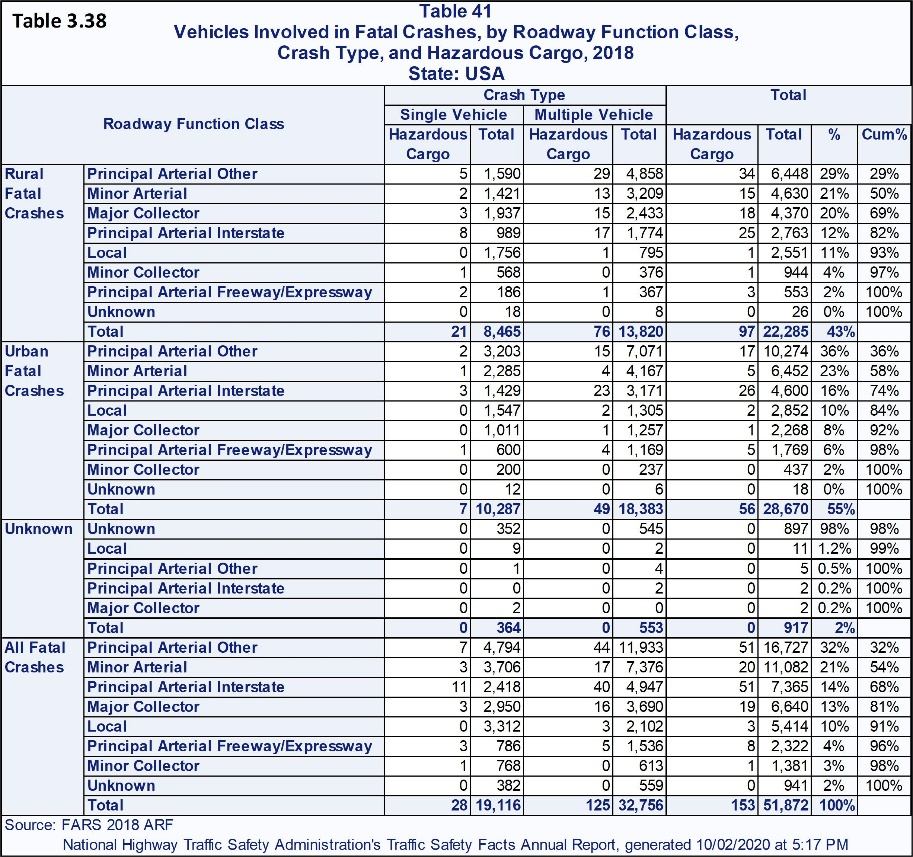 Table 3.38
Table 41
Vehicles Involved in Fatal Crashes, by Roadway Function Class,
Crash Type, and Hazardous Cargo, 2018
State: USA
Roadway Function Class Crash Type Total
Single Vehicle Multiple Vehicle
Hazardous Cargo Total Hazardous Cargo Total Hazardous Cargo Total % Cum%
Rural Fatal Crashes Principal Arterial Other 5 1,590 29 4,858 34 6,448 29% 29%
Minor Arterial 2 1,421 13 3,209 15 4,630 21% 50%
Major Collector 3 1,937 15 2,433 18 4,370 20% 69%
Principal Arterial Interstate 8 989 17 1,774 25 2,763 12% 82%
Local 0 1,756 1 795 1 2,551 11% 93%
Minor Collector 1 568 0 376 1 944 4% 97%
Principal Arterial Freeway/Expressway 2 186 1 367 3 553 2% 100%
Unknown 0 18 0 8 0 26 0% 100%
Total 21 8,465 76 13,820 97 22,285 43%
Urban Fatal Crashes Principal Arterial Other 2 3,203 15 7,071 17 10,274 36% 36%
Minor Arterial 1 2,285 4 4,167 5 6,452 23% 58%
Principal Arterial Interstate 3 1,429 23 3,171 26 4,600 16% 74%
Local 0 1,547 2 1,305 2 2,852 10% 84%
Major Collector 0 1,011 1 1,257 1 2,268 8% 92%
Principal Arterial Freeway/Expressway 1 600 4 1,169 5 1,769 6% 98%
Minor Collector 0 200 0 237 0 437 2% 100%
Unknown 0 12 0 6 0 18 0% 100%
Total 7 10,287 49 18,383 56 28,670 55%
Unknown Unknown 0 352 0 545 0 897 98% 98%
Local 0 9 0 2 0 11 1.2% 99%
Principal Arterial Other 0 1 0 4 0 5 0.5% 100%
Principal Arterial Interstate 0 0 0 2 0 2 0.2% 100%
Major Collector 0 2 0 0 0 2 0.2% 100%
Total 0 364 0 553 0 917 2%
All Fatal Crashes Principal Arterial Other 7 4,794 44 11,933 51 16,727 32% 32%
Minor Arterial 3 3,706 17 7,376 20 11,082 21% 54%
Principal Arterial Interstate 11 2,418 40 4,947 51 7,365 14% 68%
Major Collector 3 2,950 16 3,690 19 6,640 13% 81%
Local 0 3,312 3 2,102 3 5,414 10% 91%
Principal Arterial Freeway/Expressway 3 786 5 1,536 8 2,322 4% 96%
Minor Collector 1 768 0 613 1 1,381 3% 98%
Unknown 0 382 0 559 0 941 2% 100%
Total 28 19,116 125 32,756 153 51,872 100%
Source: FARS 2018 ARF
National Highway Traffic Safety Administration's Traffic Safety Facts Annual Report, generated 10/02/2020 at 5:17 PM